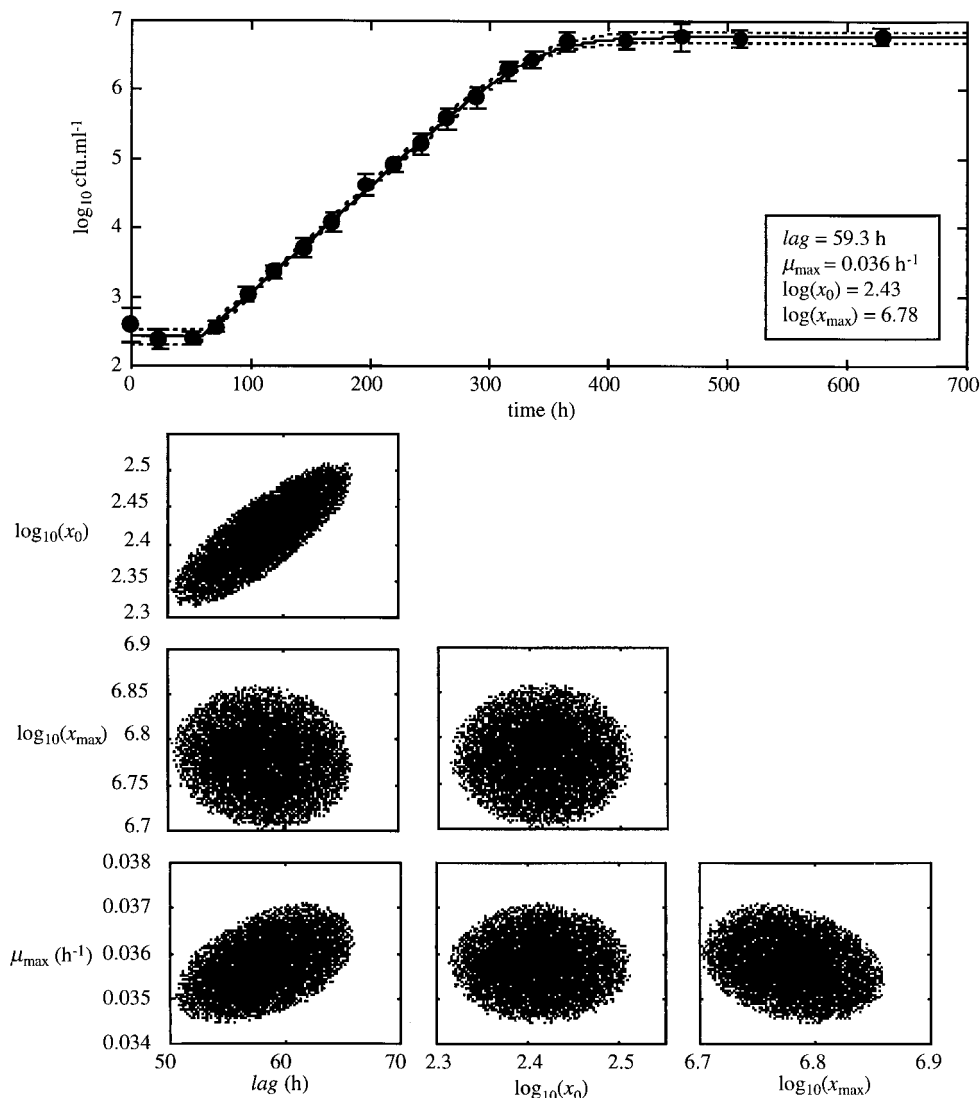 7
6
5
4
3
2
log₁₀ cfu.ml⁻¹
lag = 59.3 h
μmax = 0.036 h⁻¹
log(x₀) = 2.43
log(xmax) = 6.78
0 100 200 300 400 500 600 700
time (h)
2.5
2.45
2.4
2.35
2.3
log₁₀(x₀)
6.9
6.85
6.8
6.75
6.7
log₁₀(xmax)
0.038
0.037
0.036
0.035
0.034
μmax (h⁻¹)
50 60 70
2.3 2.4 2.5
6.7 6.8 6.9
lag (h)
log₁₀(x₀)
log₁₀(xmax)